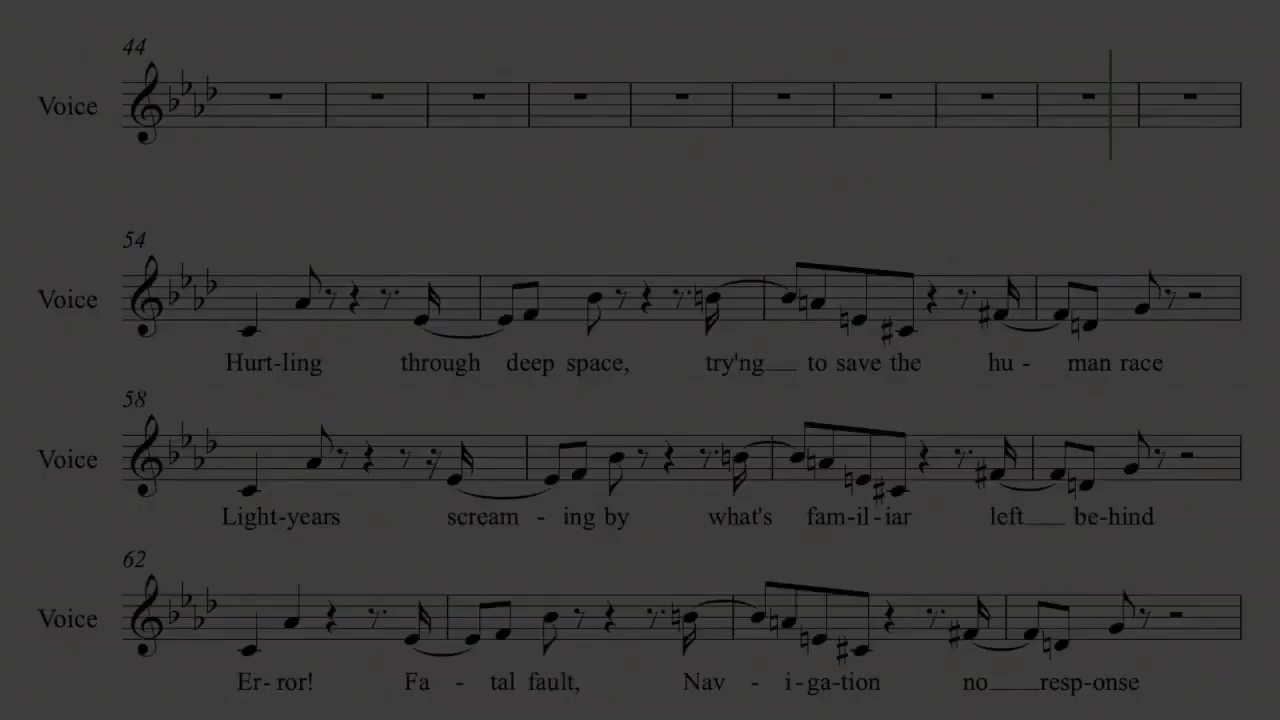 44
Voice
54
Voice
Hurt-ling through deep space, try'ng to save the hu - man race
58
Voice
Light-years scream - ing by what's fam-il-iar left be-hind
62
Voice
Er-ror! Fa - tal fault, Nav - i-ga-tion no resp-onse